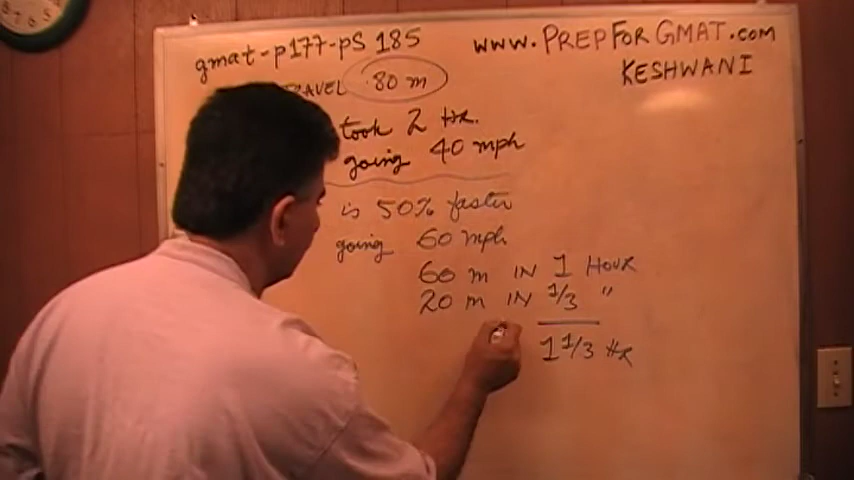 gmat-p177-pS 185
www.PREPFORGMAT.COM
KESHWANI
80 m
took 2 HR.
going 40 mph
is 50% faster
going 60 mph
60 m IN 1 HOUR
20 m IN 1/3 "
1 1/3 HR